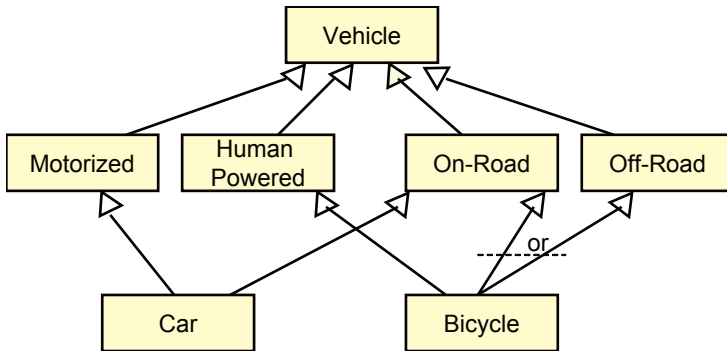 Vehicle
Motorized
Human
Powered
On-Road
Off-Road
or
Car
Bicycle